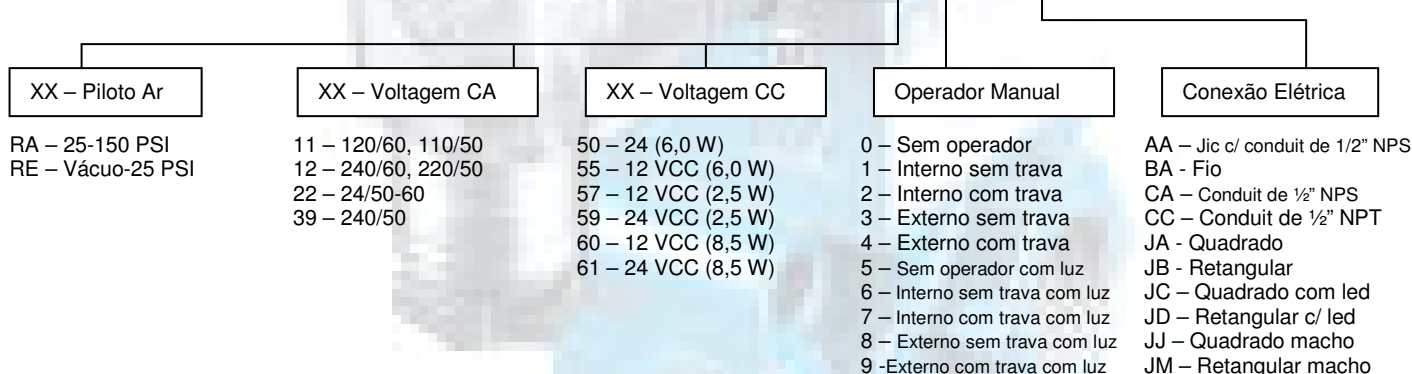 XX – Piloto Ar
RA – 25-150 PSI
RE – Vácuo-25 PSI
XX – Voltagem CA
11 – 120/60, 110/50
12 – 240/60, 220/50
22 – 24/50-60
39 – 240/50
XX – Voltagem CC
50 – 24 (6,0 W)
55 – 12 VCC (6,0 W)
57 – 12 VCC (2,5 W)
59 – 24 VCC (2,5 W)
60 – 12 VCC (8,5 W)
61 – 24 VCC (8,5 W)
Operador Manual
0 – Sem operador
1 – Interno sem trava
2 – Interno com trava
3 – Externo sem trava
4 – Externo com trava
5 – Sem operador com luz
6 – Interno sem trava com luz
7 – Interno com trava com luz
8 – Externo sem trava com luz
9 -Externo com trava com luz
Conexão Elétrica
AA – Jic c/ conduit de 1/2” NPS
BA - Fio
CA – Conduit de ½” NPS
CC – Conduit de ½” NPT
JA - Quadrado
JB - Retangular
JC – Quadrado com led
JD – Retangular c/ led
JJ – Quadrado macho
JM – Retangular macho